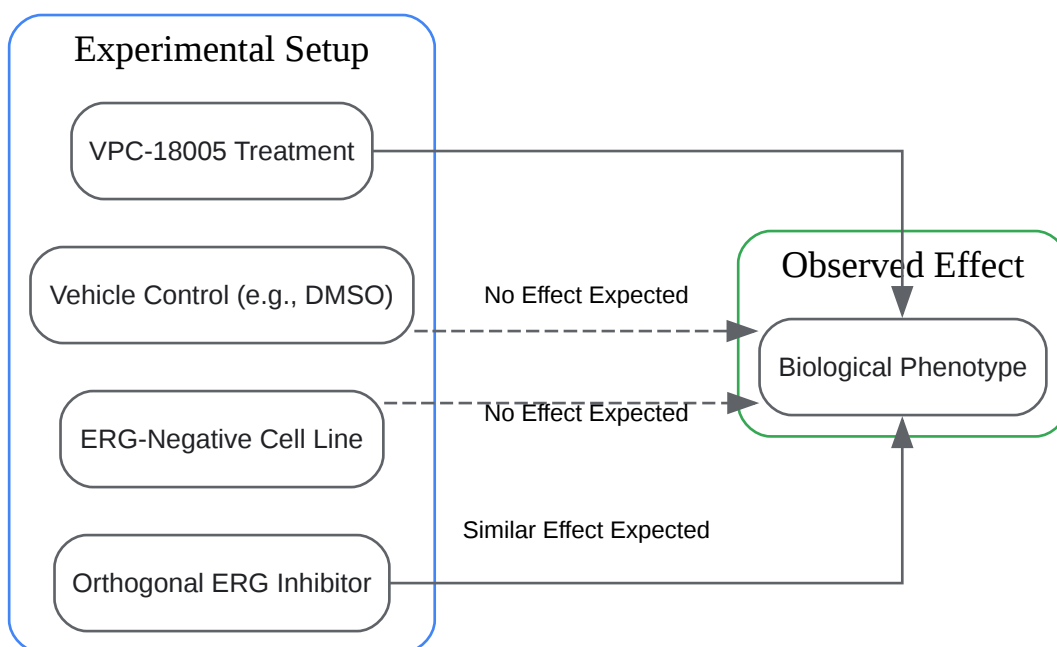 Experimental Setup
VPC-18005 Treatment
Observed Effect
Vehicle Control (e.g., DMSO)
No Effect Expected
Biological Phenotype
No Effect Expected
ERG-Negative Cell Line
Similar Effect Expected
Orthogonal ERG Inhibitor